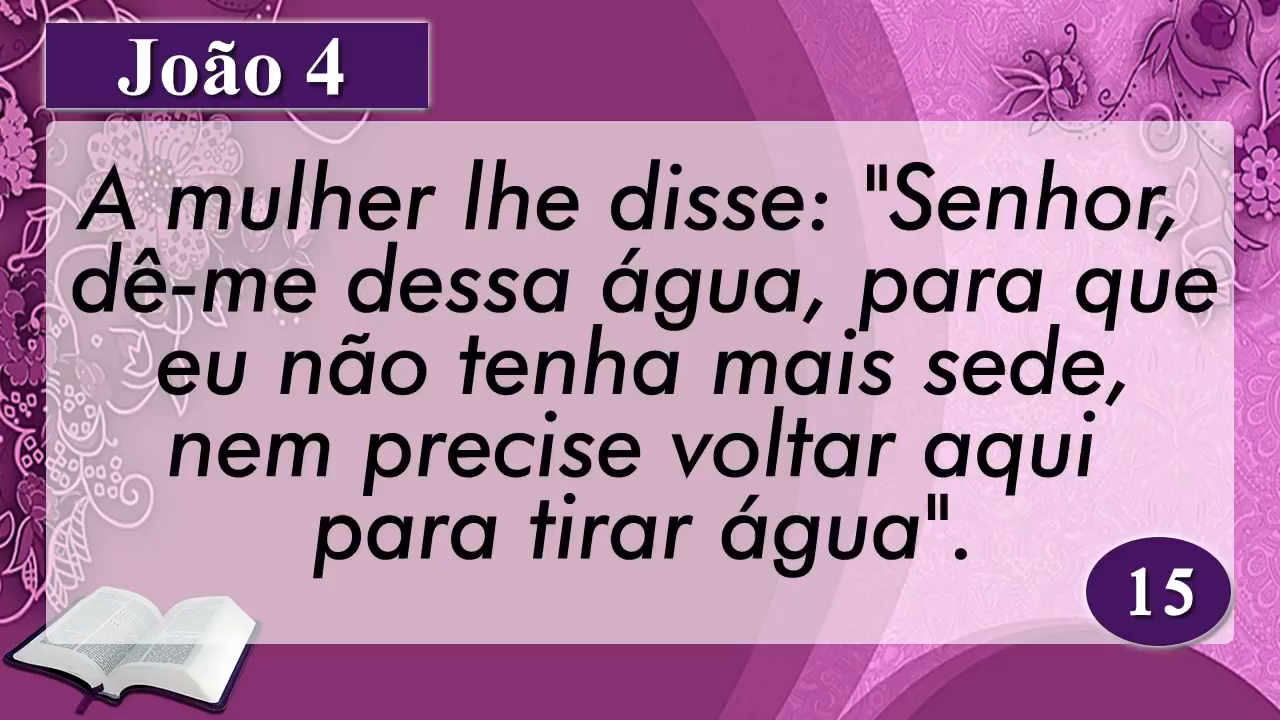 João 4
A mulher lhe disse: "Senhor,
dê-me dessa água, para que
eu não tenha mais sede,
nem precise voltar aqui
para tirar água".
15